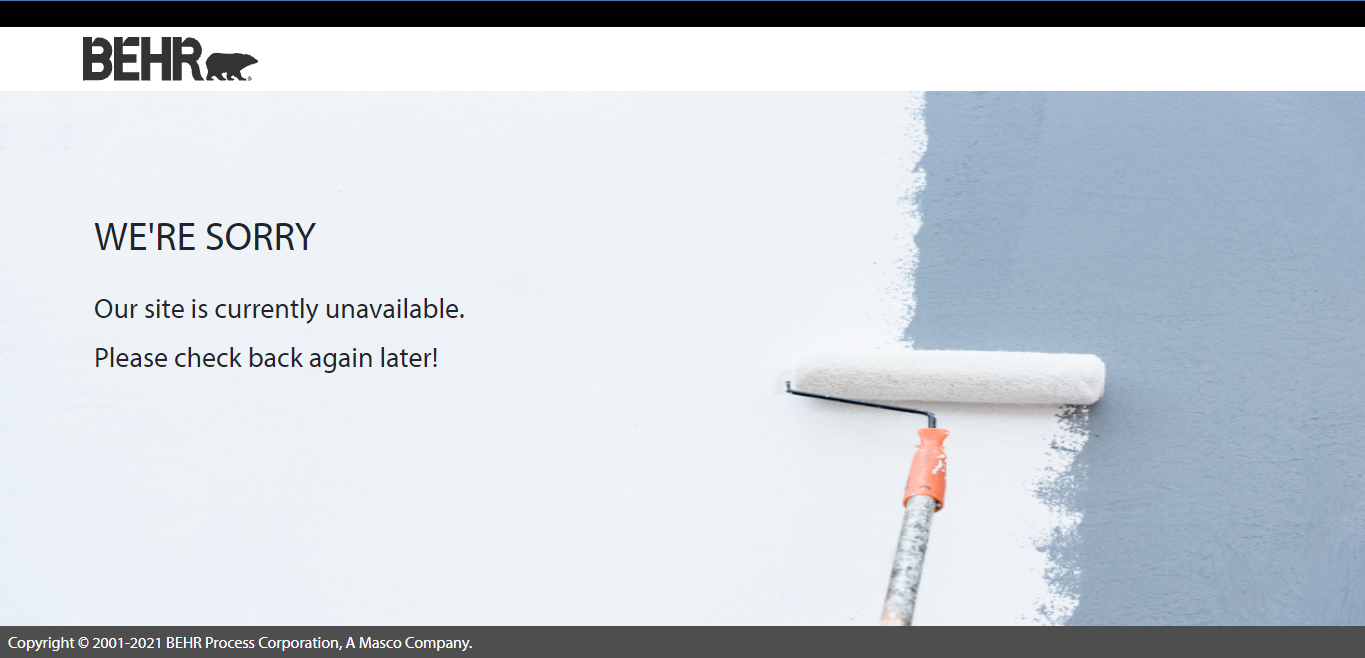 BEHR
WE'RE SORRY
Our site is currently unavailable.
Please check back again later!
Copyright © 2001-2021 BEHR Process Corporation, A Masco Company.